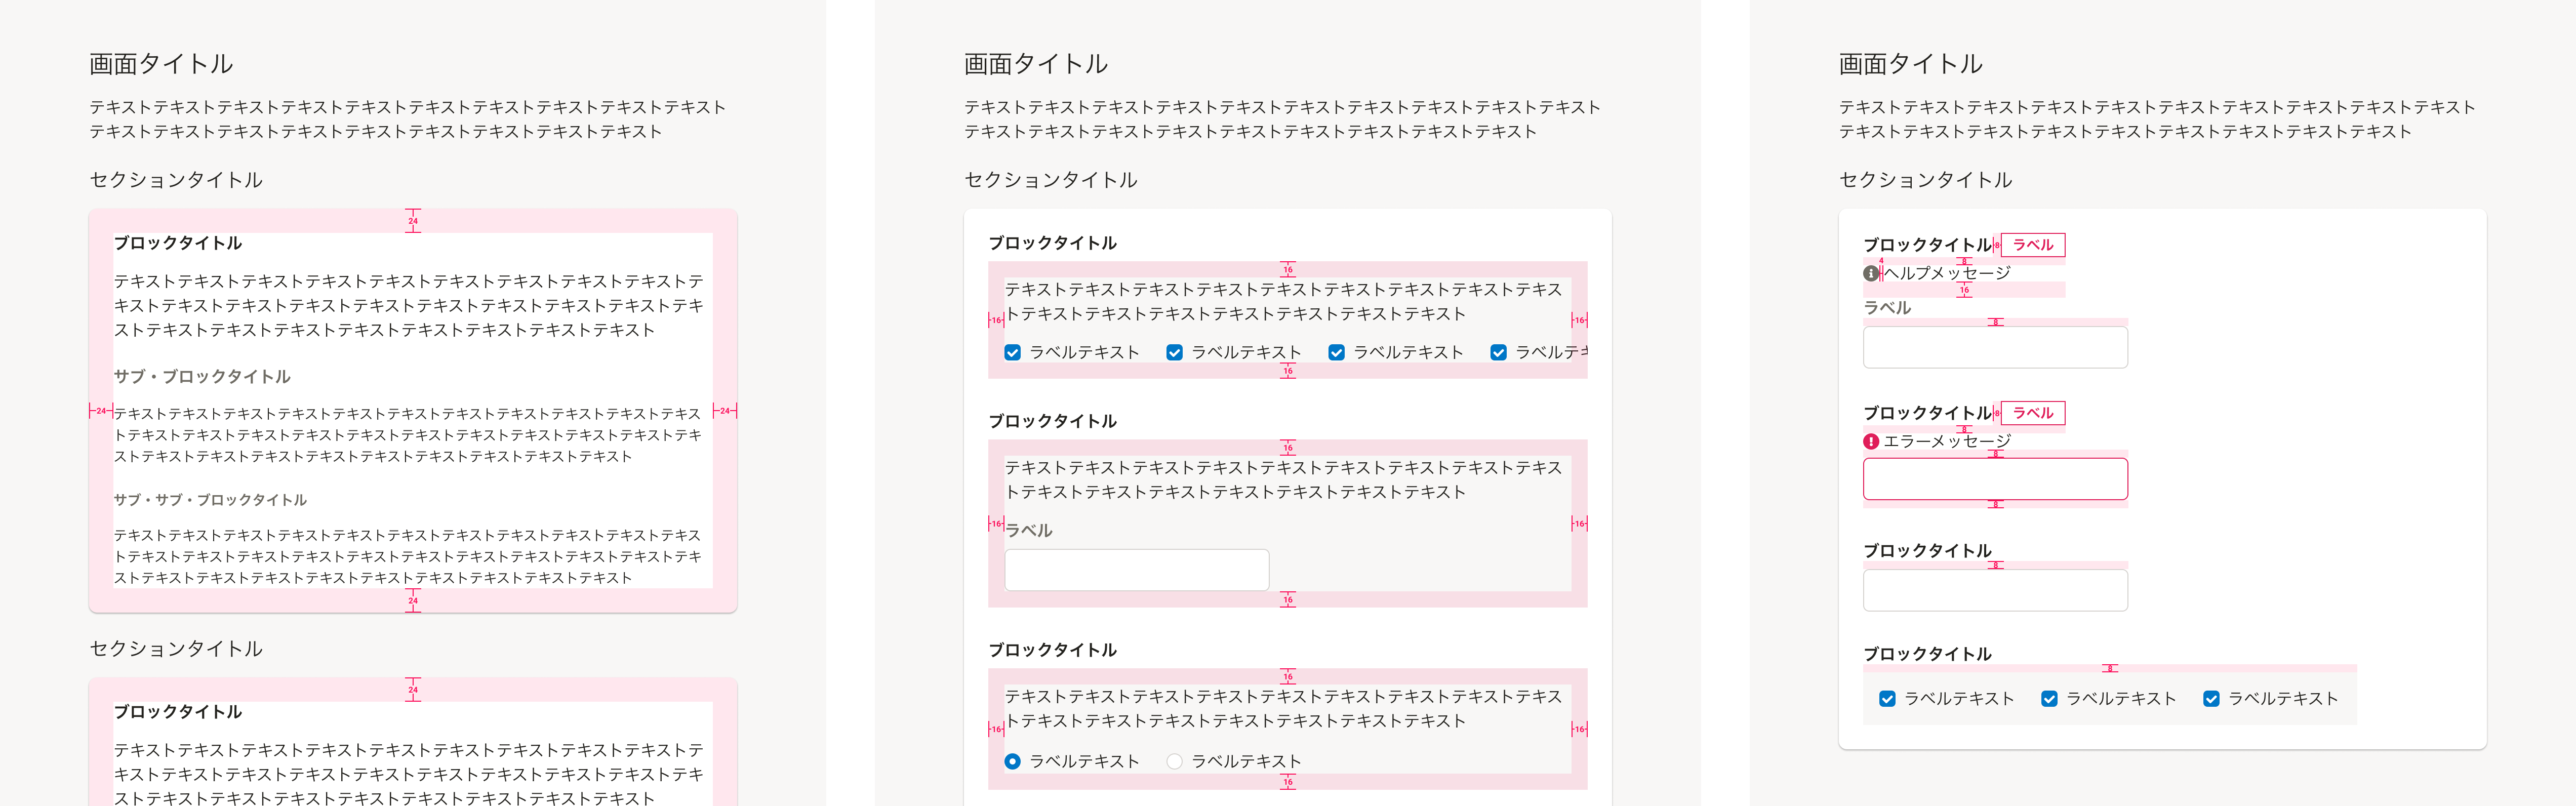 画面タイトル
テキストテキストテキストテキストテキストテキストテキストテキストテキストテキスト
テキストテキストテキストテキストテキストテキストテキストテキストテキスト
セクションタイトル
24
ブロックタイトル
テキストテキストテキストテキストテキストテキストテキストテキストテキストテ
キストテキストテキストテキストテキストテキストテキストテキストテキストテキ
ストテキストテキストテキストテキストテキストテキストテキストテキスト
サブ・ブロックタイトル
24
24
テキストテキストテキストテキストテキストテキストテキストテキストテキストテキストテキス
トテキストテキストテキストテキストテキストテキストテキストテキストテキストテキストテキ
ストテキストテキストテキストテキストテキストテキストテキストテキストテキスト
サブ・サブ・ブロックタイトル
テキストテキストテキストテキストテキストテキストテキストテキストテキストテキストテキス
トテキストテキストテキストテキストテキストテキストテキストテキストテキストテキストテキ
ストテキストテキストテキストテキストテキストテキストテキストテキストテキスト
24
セクションタイトル
24
ブロックタイトル
テキストテキストテキストテキストテキストテキストテキストテキストテキストテ
キストテキストテキストテキストテキストテキストテキストテキストテキストテキ
ストテキストテキストテキストテキストテキストテキストテキストテキスト
画面タイトル
テキストテキストテキストテキストテキストテキストテキストテキストテキストテキスト
テキストテキストテキストテキストテキストテキストテキストテキストテキスト
セクションタイトル
ブロックタイトル
16
テキストテキストテキストテキストテキストテキストテキストテキストテキス
トテキストテキストテキストテキストテキストテキストテキスト
16
16
ラベルテキスト ラベルテキスト ラベルテキスト ラベルテキ
16
ブロックタイトル
16
テキストテキストテキストテキストテキストテキストテキストテキストテキス
トテキストテキストテキストテキストテキストテキストテキスト
16
16
ラベル
16
ブロックタイトル
16
テキストテキストテキストテキストテキストテキストテキストテキストテキス
トテキストテキストテキストテキストテキストテキストテキスト
16
16
ラベルテキスト ラベルテキスト
16
画面タイトル
テキストテキストテキストテキストテキストテキストテキストテキストテキストテキスト
テキストテキストテキストテキストテキストテキストテキストテキストテキスト
セクションタイトル
ブロックタイトル 8 ラベル
4
8
ヘルプメッセージ
16
ラベル
8
ブロックタイトル 8 ラベル
8
エラーメッセージ
8
8
ブロックタイトル
8
ブロックタイトル
8
ラベルテキスト ラベルテキスト ラベルテキスト